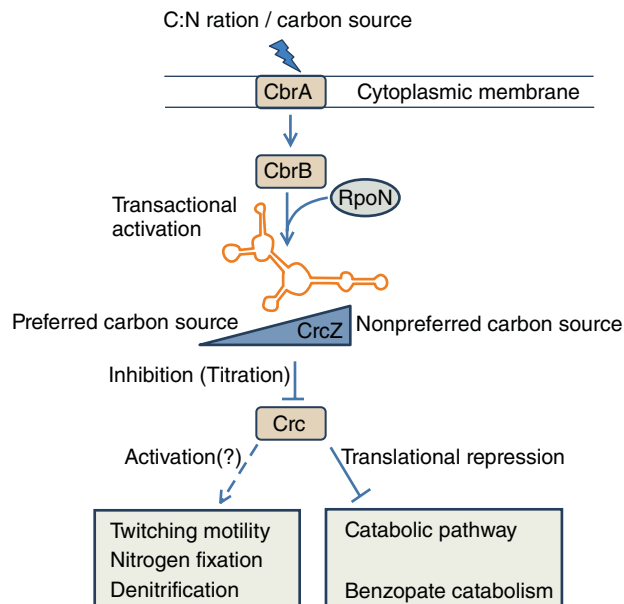 C:N ration / carbon source
CbrA
Cytoplasmic membrane
CbrB
RpoN
Transactional
activation
Preferred carbon source
CrcZ
Nonpreferred carbon source
Inhibition (Titration)
Crc
Activation(?)
Translational repression
Twitching motility
Nitrogen fixation
Denitrification
Catabolic pathway
Benzopate catabolism